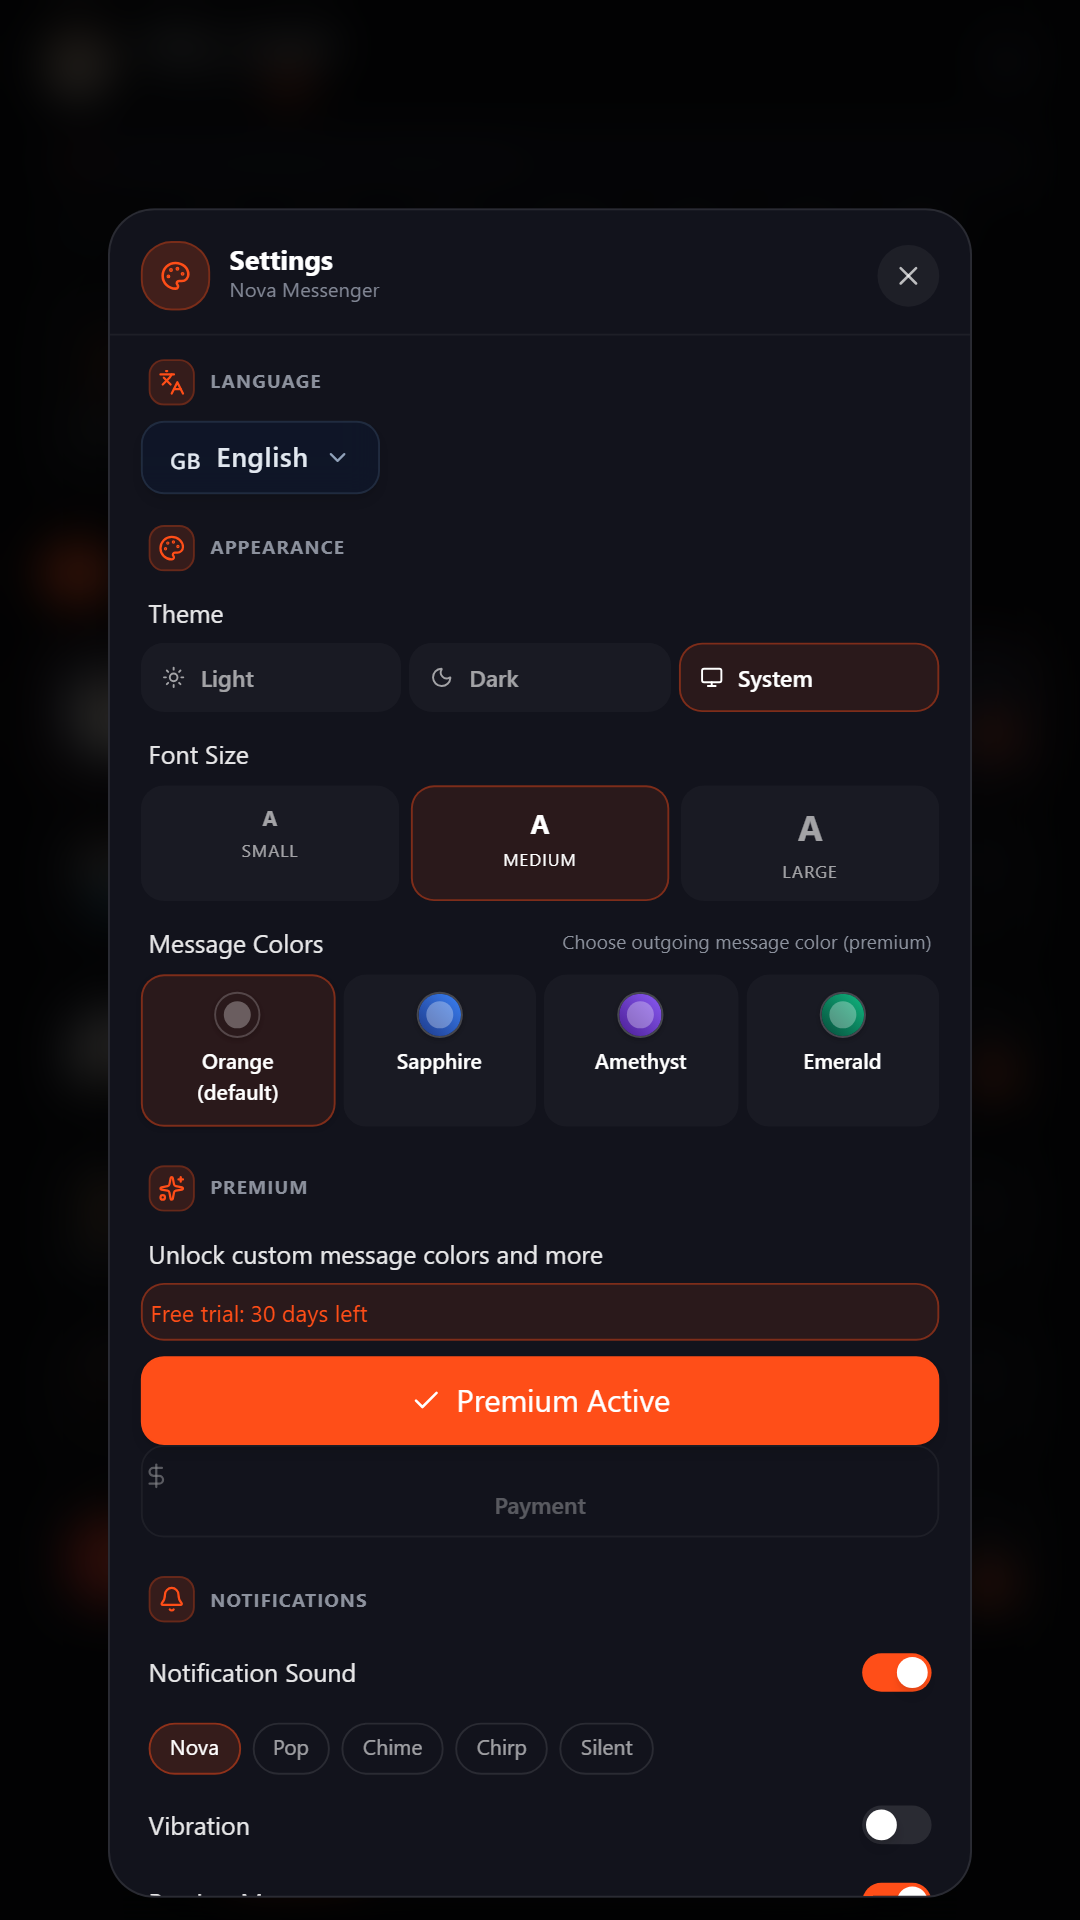 Settings
Nova Messenger
LANGUAGE
GB English
APPEARANCE
Theme
Light
Dark
System
Font Size
A
SMALL
A
MEDIUM
A
LARGE
Message Colors
Choose outgoing message color (premium)
Orange
(default)
Sapphire
Amethyst
Emerald
PREMIUM
Unlock custom message colors and more
Free trial: 30 days left
Premium Active
$
Payment
NOTIFICATIONS
Notification Sound
Nova
Pop
Chime
Chirp
Silent
Vibration